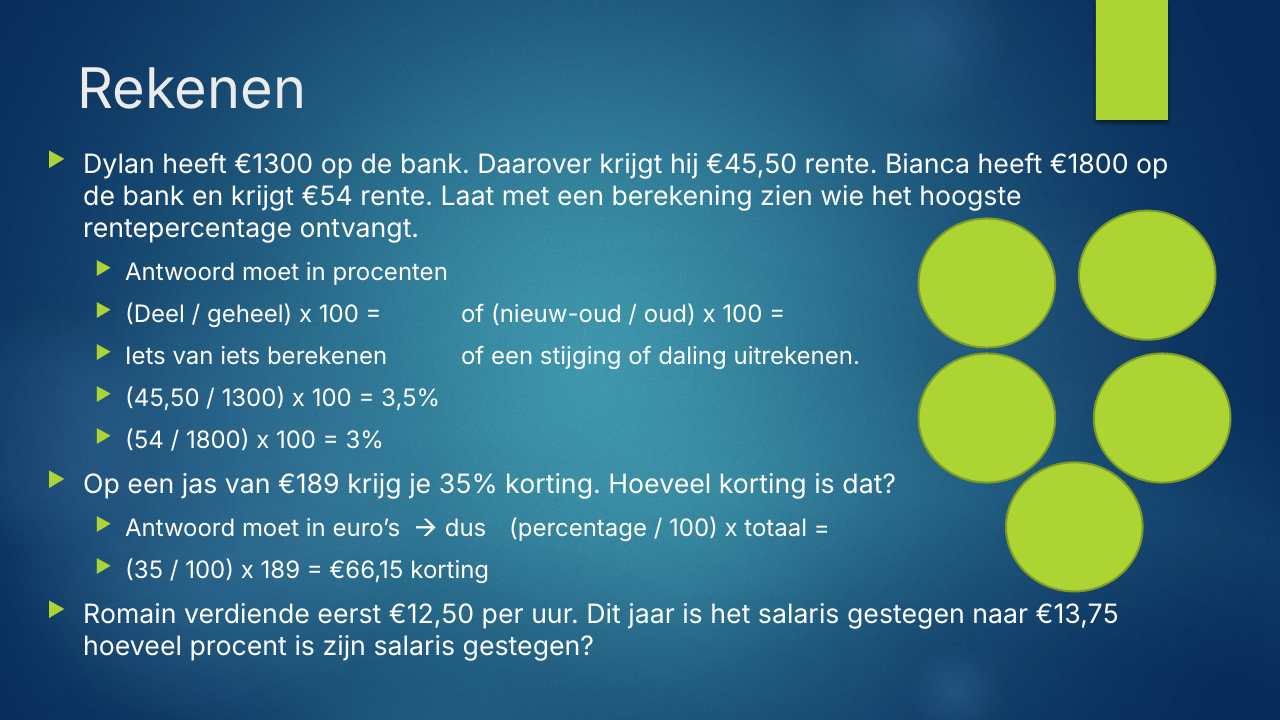 Rekenen
Dylan heeft €1300 op de bank. Daarover krijgt hij €45,50 rente. Bianca heeft €1800 op
de bank en krijgt €54 rente. Laat met een berekening zien wie het hoogste
rentepercentage ontvangt.
Antwoord moet in procenten
(Deel / geheel) x 100 = of (nieuw-oud / oud) x 100 =
Iets van iets berekenen of een stijging of daling uitrekenen.
(45,50 / 1300) x 100 = 3,5%
(54 / 1800) x 100 = 3%
Op een jas van €189 krijg je 35% korting. Hoeveel korting is dat?
Antwoord moet in euro’s → dus (percentage / 100) x totaal =
(35 / 100) x 189 = €66,15 korting
Romain verdiende eerst €12,50 per uur. Dit jaar is het salaris gestegen naar €13,75
hoeveel procent is zijn salaris gestegen?